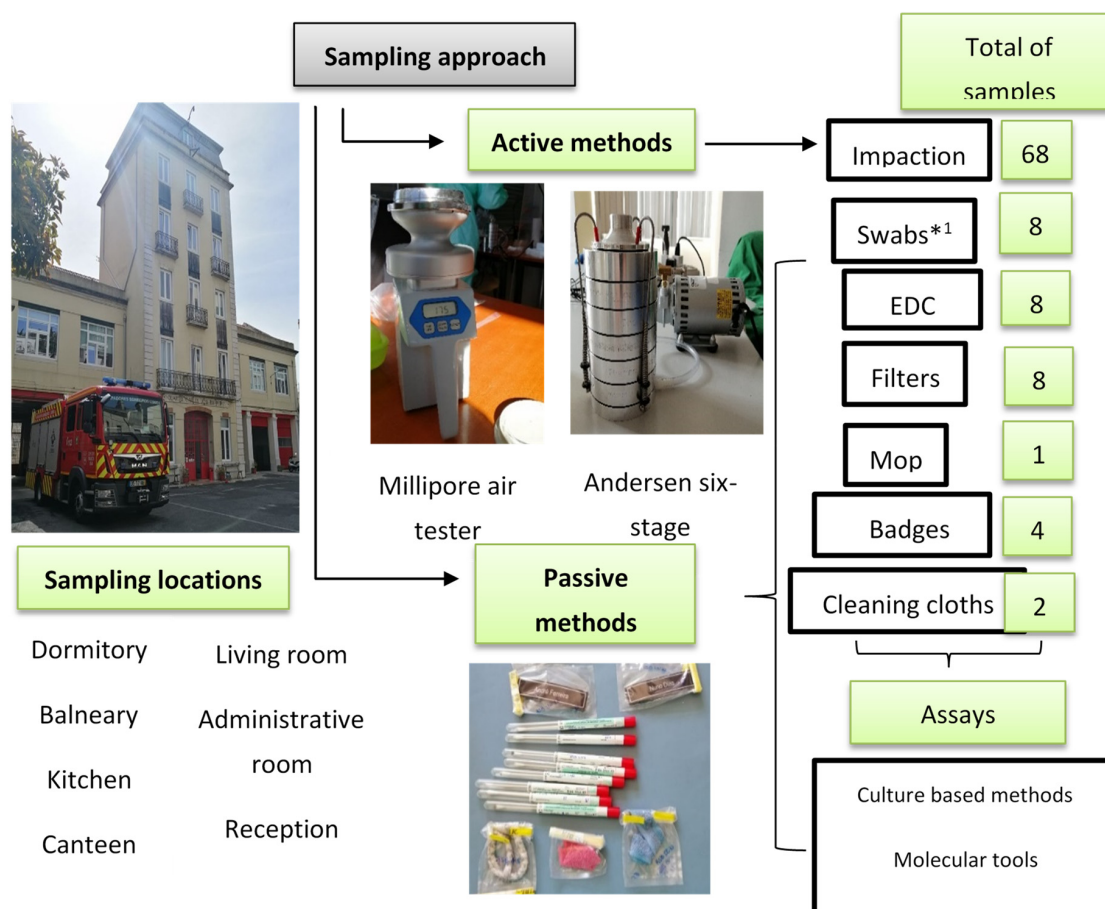 Sampling approach
Total of
samples
Active methods
Impaction
68
Swabs*1
8
EDC
8
Filters
8
Mop
1
Badges
4
Cleaning cloths
2
175
Millipore air
tester
Andersen six-
stage
Passive
methods
Sampling locations
Dormitory
Living room
Balneary
Administrative
room
Kitchen
Reception
Canteen
Assays
Culture based methods
Molecular tools